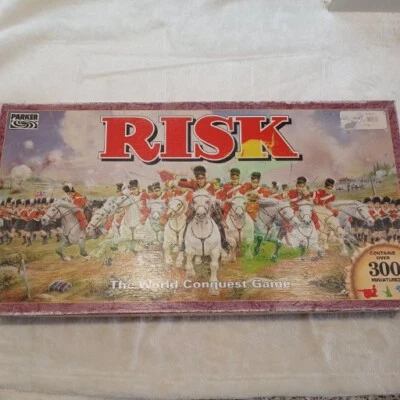 PARKER
RISK
The World Conquest Game
CONTAINS
OVER
300
MINIATURES